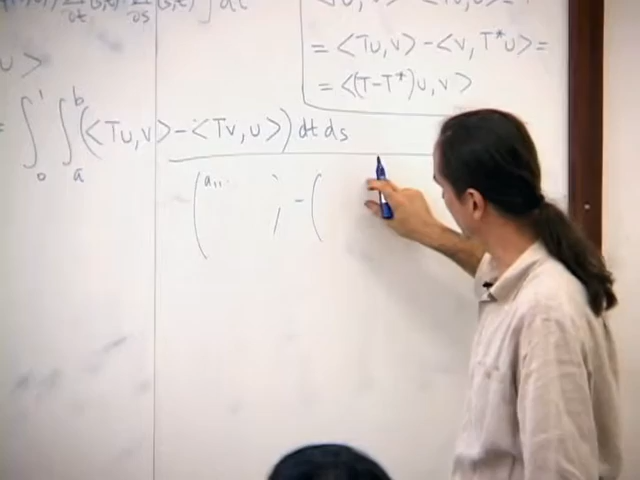 = <Tu, v> - <v, T*u> =
= <(T-T*)u, v>
u>
= ∫₀¹ ∫ₐᵇ (<Tu, v> - <Tv, u>) dt ds
( a₁₁.. ) - (